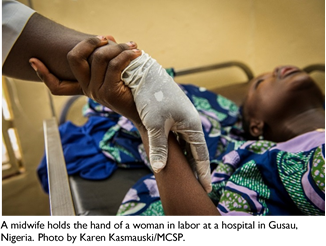 A midwife holds the hand of a woman in labor at a hospital in Gusau,
Nigeria. Photo by Karen Kasmauski/MCSP.